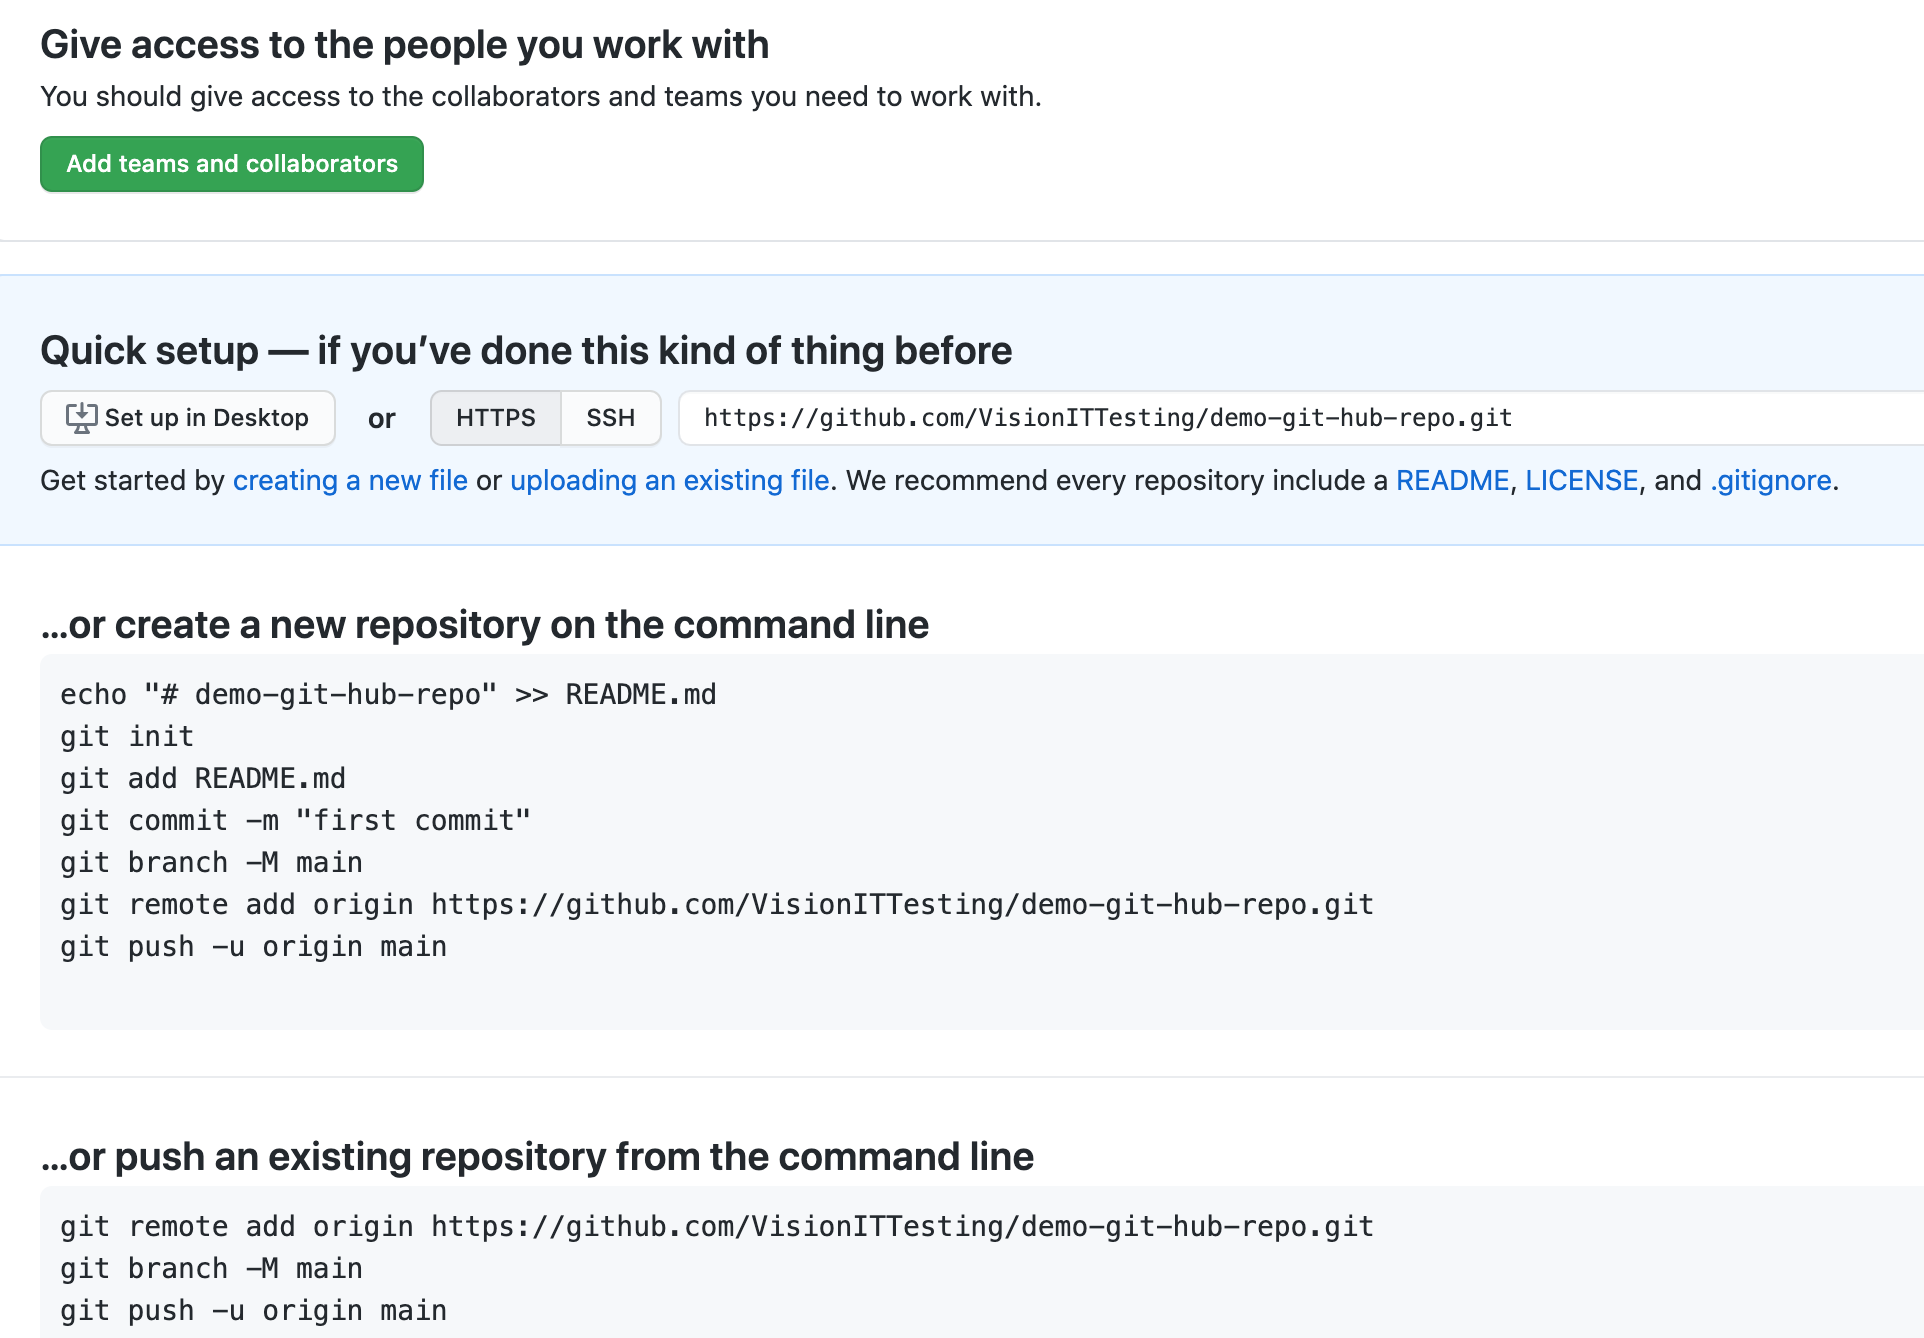 Give access to the people you work with
You should give access to the collaborators and teams you need to work with.
Add teams and collaborators
Quick setup — if you’ve done this kind of thing before
Set up in Desktop or HTTPS SSH https://github.com/VisionITTesting/demo-git-hub-repo.git
Get started by creating a new file or uploading an existing file. We recommend every repository include a README, LICENSE, and .gitignore.
…or create a new repository on the command line
echo "# demo-git-hub-repo" >> README.md
git init
git add README.md
git commit -m "first commit"
git branch -M main
git remote add origin https://github.com/VisionITTesting/demo-git-hub-repo.git
git push -u origin main
…or push an existing repository from the command line
git remote add origin https://github.com/VisionITTesting/demo-git-hub-repo.git
git branch -M main
git push -u origin main